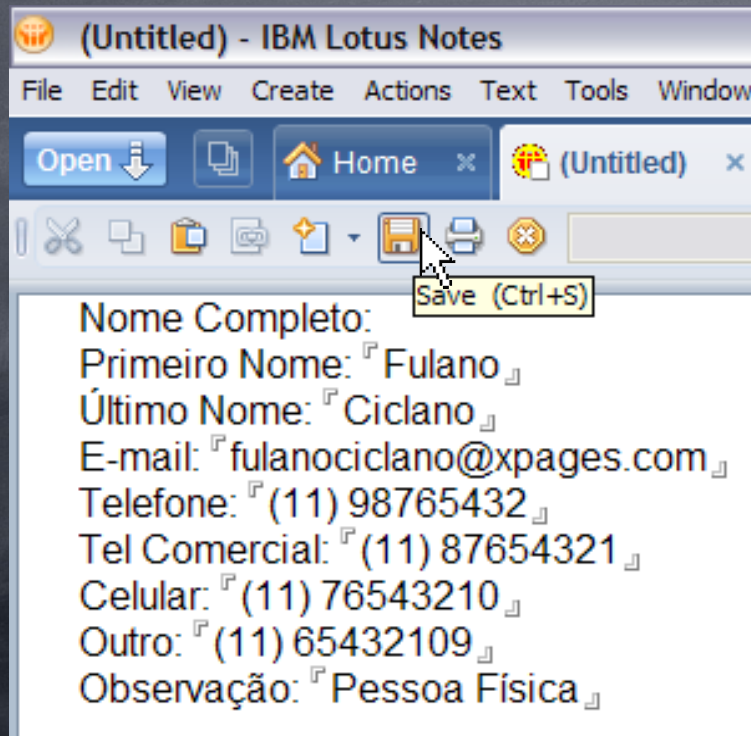 (Untitled) - IBM Lotus Notes
File Edit View Create Actions Text Tools Window
Open Home (Untitled)
Save (Ctrl+S)
Nome Completo:
Primeiro Nome: Fulano
Último Nome: Ciclano
E-mail: fulanociclano@xpages.com
Telefone: (11) 98765432
Tel Comercial: (11) 87654321
Celular: (11) 76543210
Outro: (11) 65432109
Observação: Pessoa Física